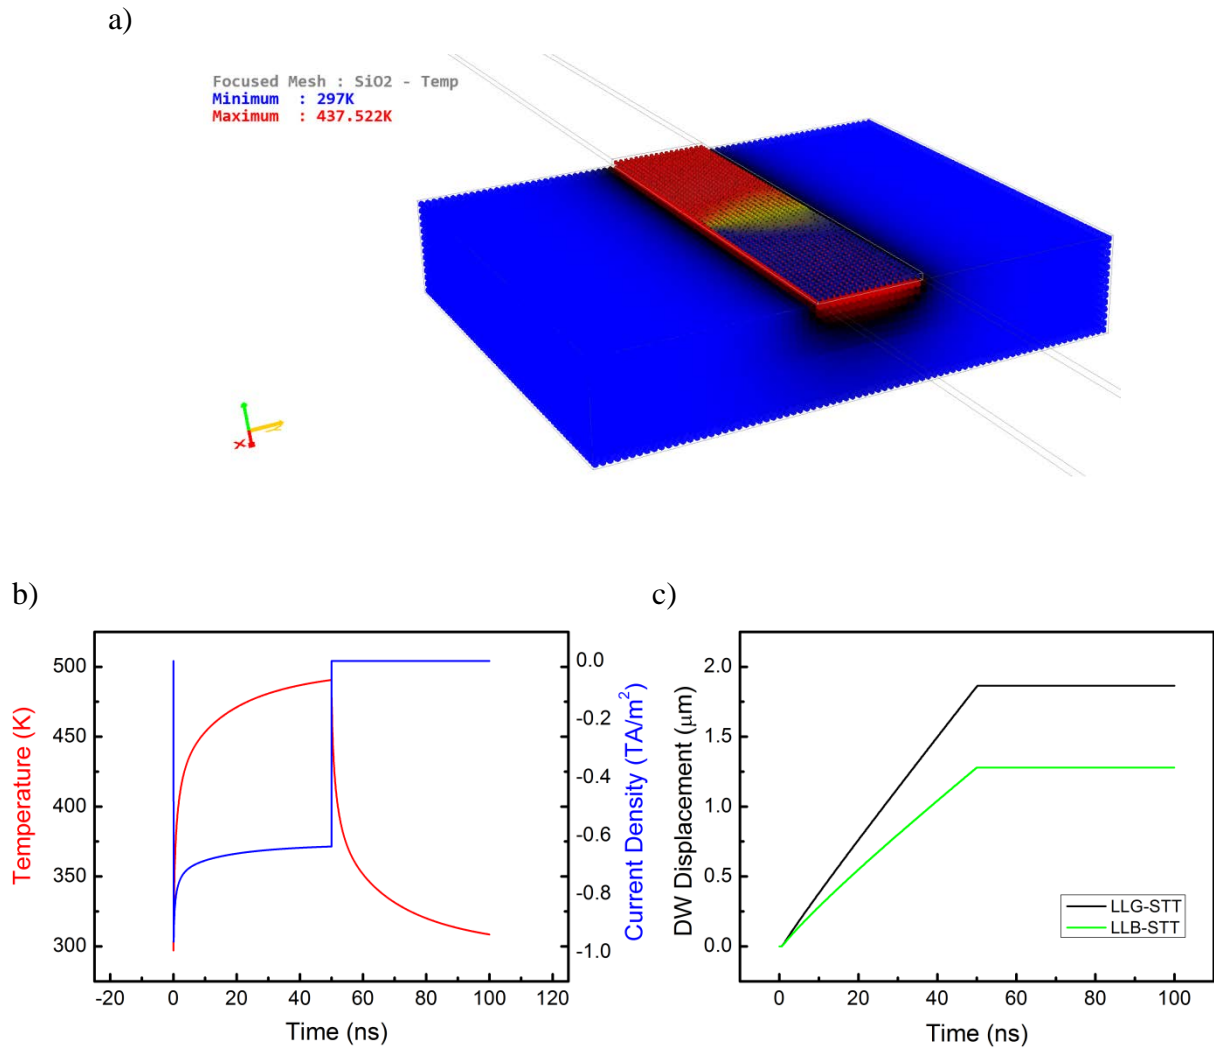 a)
Focused Mesh : SiO2 - Temp
Minimum : 297K
Maximum : 437.522K
x
b)
500
450
400
350
300
Temperature (K)
0.0
-0.2
-0.4
-0.6
-0.8
-1.0
Current Density (TA/m²)
-20 0 20 40 60 80 100 120
Time (ns)
c)
2.0
1.5
1.0
0.5
0.0
DW Displacement (μm)
LLG-STT
LLB-STT
0 20 40 60 80 100
Time (ns)